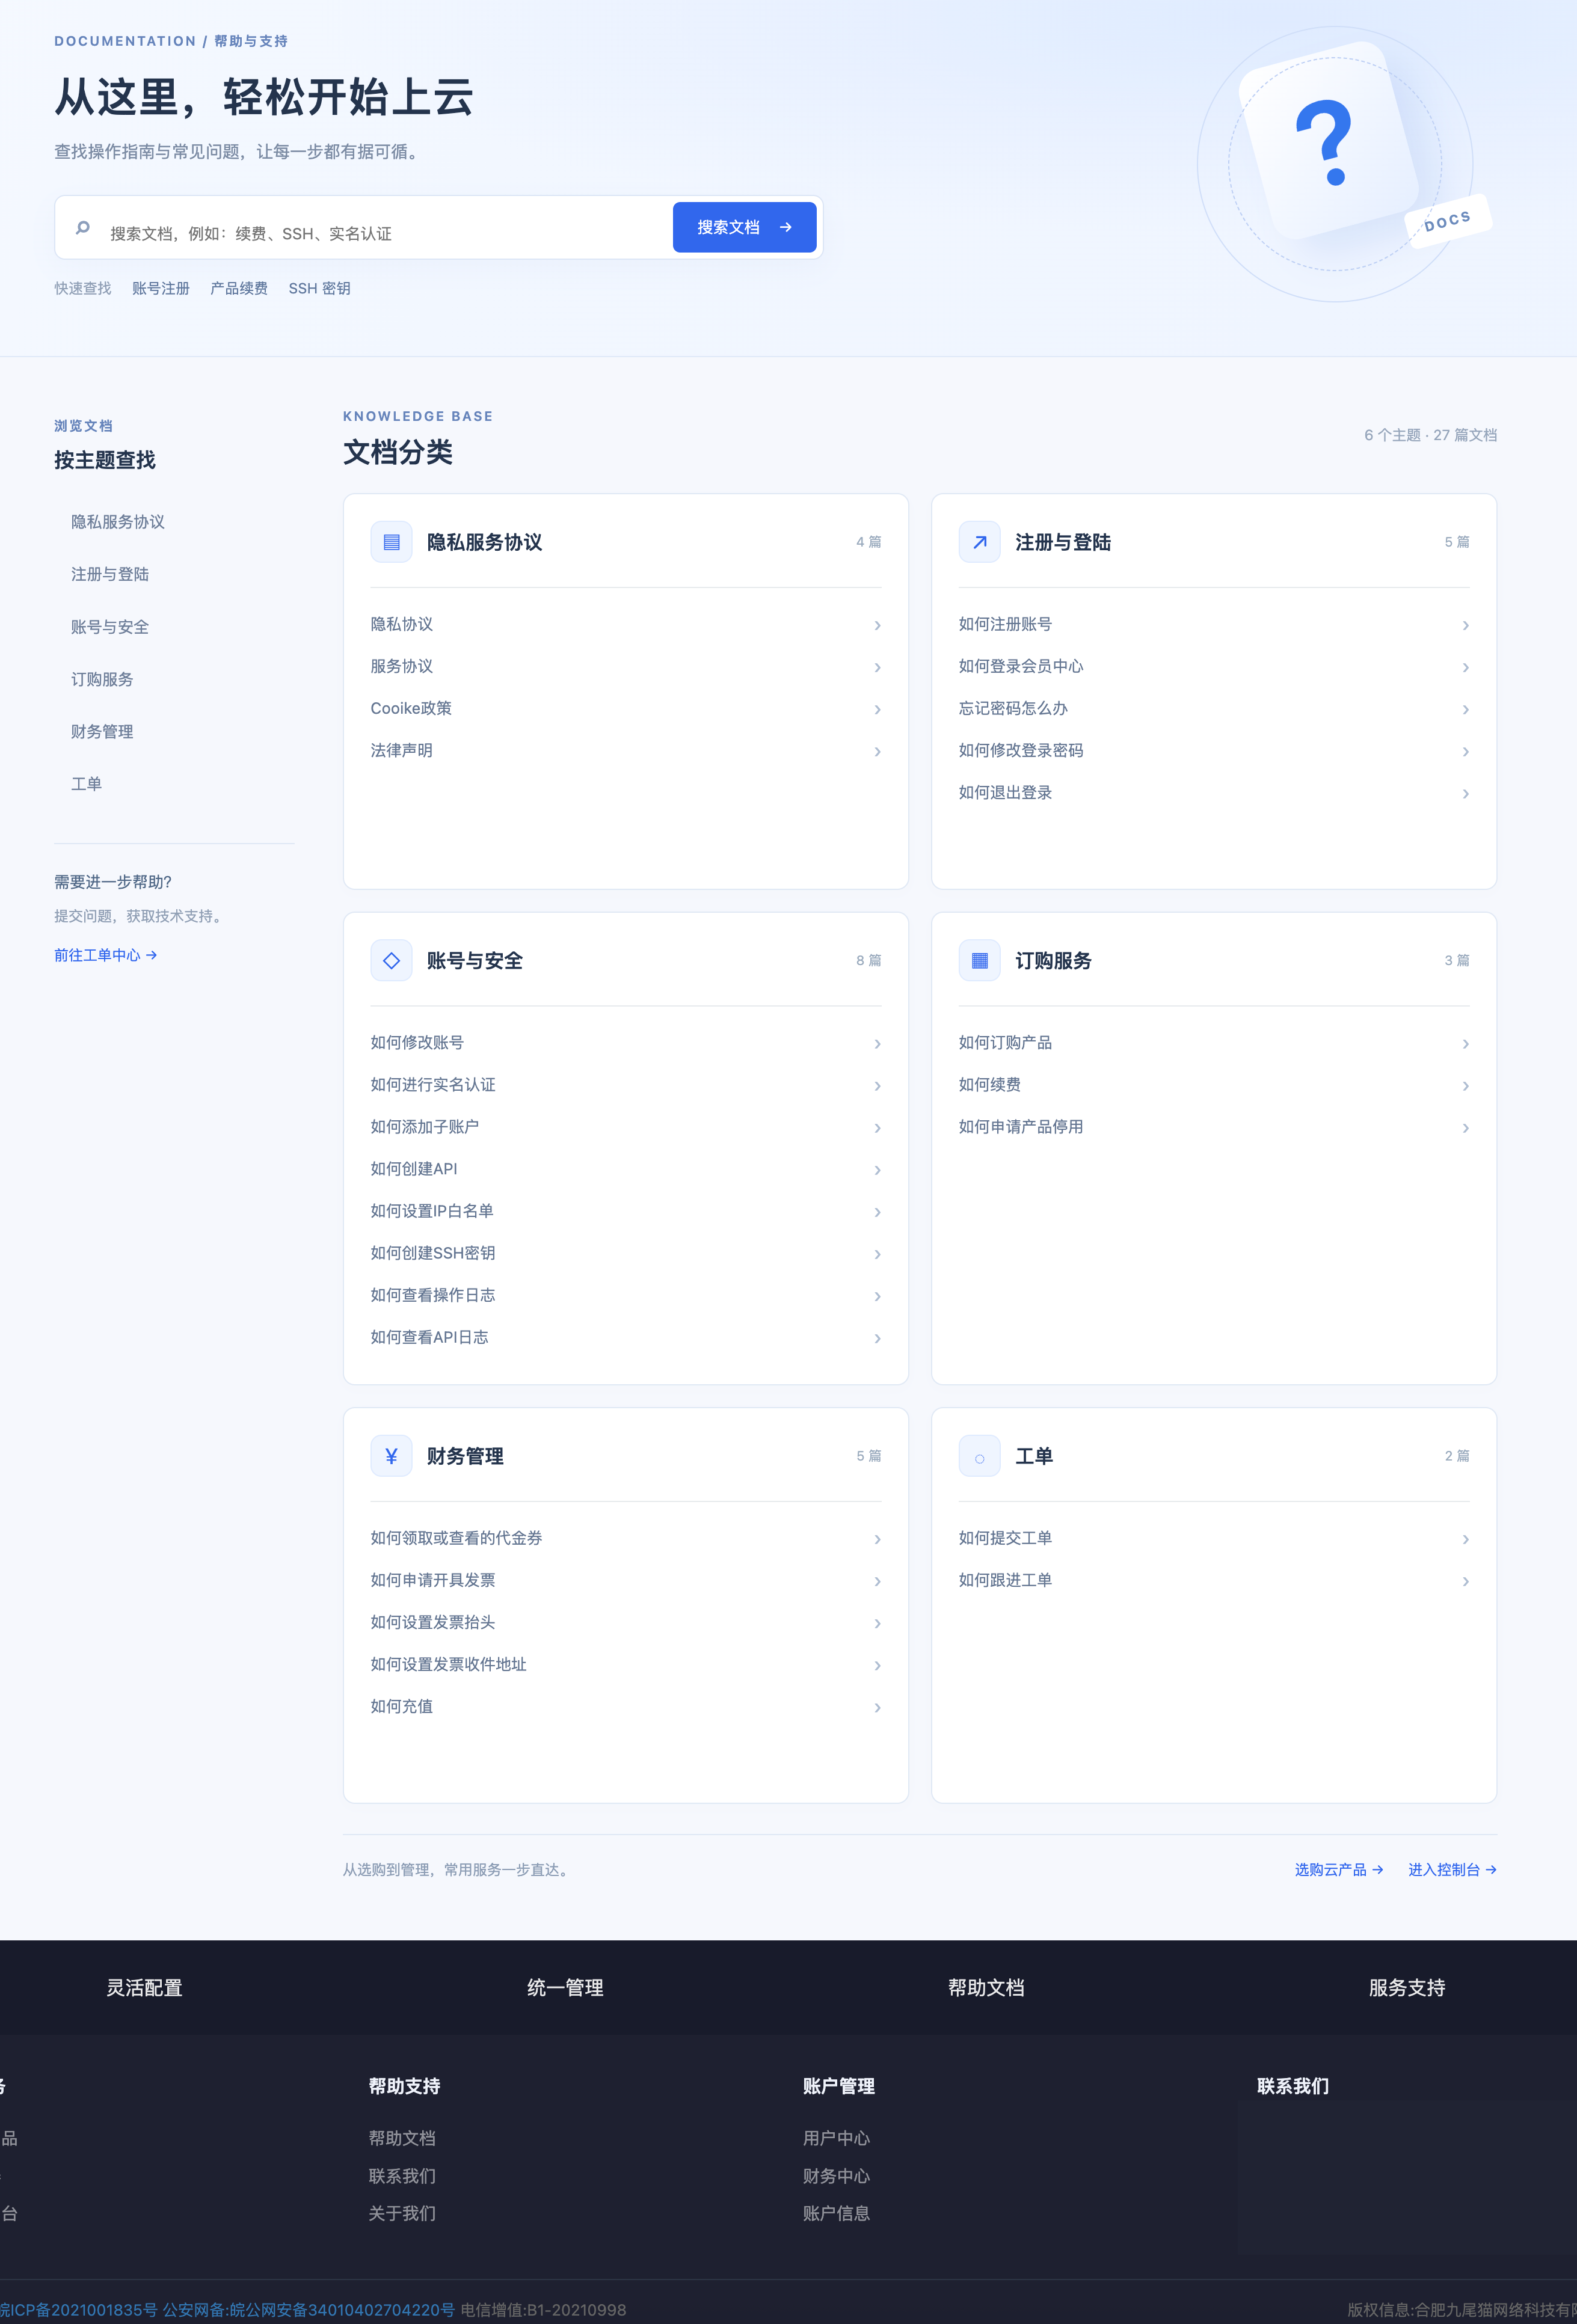 DOCUMENTATION / 帮助与支持
从这里，轻松开始上云
查找操作指南与常见问题，让每一步都有据可循。
搜索文档，例如：续费、SSH、实名认证
搜索文档 →
快速查找 账号注册 产品续费 SSH 密钥
?
DOCS
浏览文档
按主题查找
隐私服务协议
注册与登陆
账号与安全
订购服务
财务管理
工单
需要进一步帮助?
提交问题，获取技术支持。
前往工单中心 →
KNOWLEDGE BASE
文档分类
6 个主题 · 27 篇文档
隐私服务协议 4 篇
隐私协议
服务协议
Cooike政策
法律声明
注册与登陆 5 篇
如何注册账号
如何登录会员中心
忘记密码怎么办
如何修改登录密码
如何退出登录
账号与安全 8 篇
如何修改账号
如何进行实名认证
如何添加子账户
如何创建API
如何设置IP白名单
如何创建SSH密钥
如何查看操作日志
如何查看API日志
订购服务 3 篇
如何订购产品
如何续费
如何申请产品停用
¥ 财务管理 5 篇
如何领取或查看的代金券
如何申请开具发票
如何设置发票抬头
如何设置发票收件地址
如何充值
工单 2 篇
如何提交工单
如何跟进工单
从选购到管理，常用服务一步直达。
选购云产品 → 进入控制台 →
灵活配置 统一管理 帮助文档 服务支持
品
台
帮助支持
帮助文档
联系我们
关于我们
账户管理
用户中心
财务中心
账户信息
联系我们
皖ICP备2021001835号 公安网备:皖公网安备34010402704220号 电信增值:B1-20210998
版权信息:合肥九尾猫网络科技有